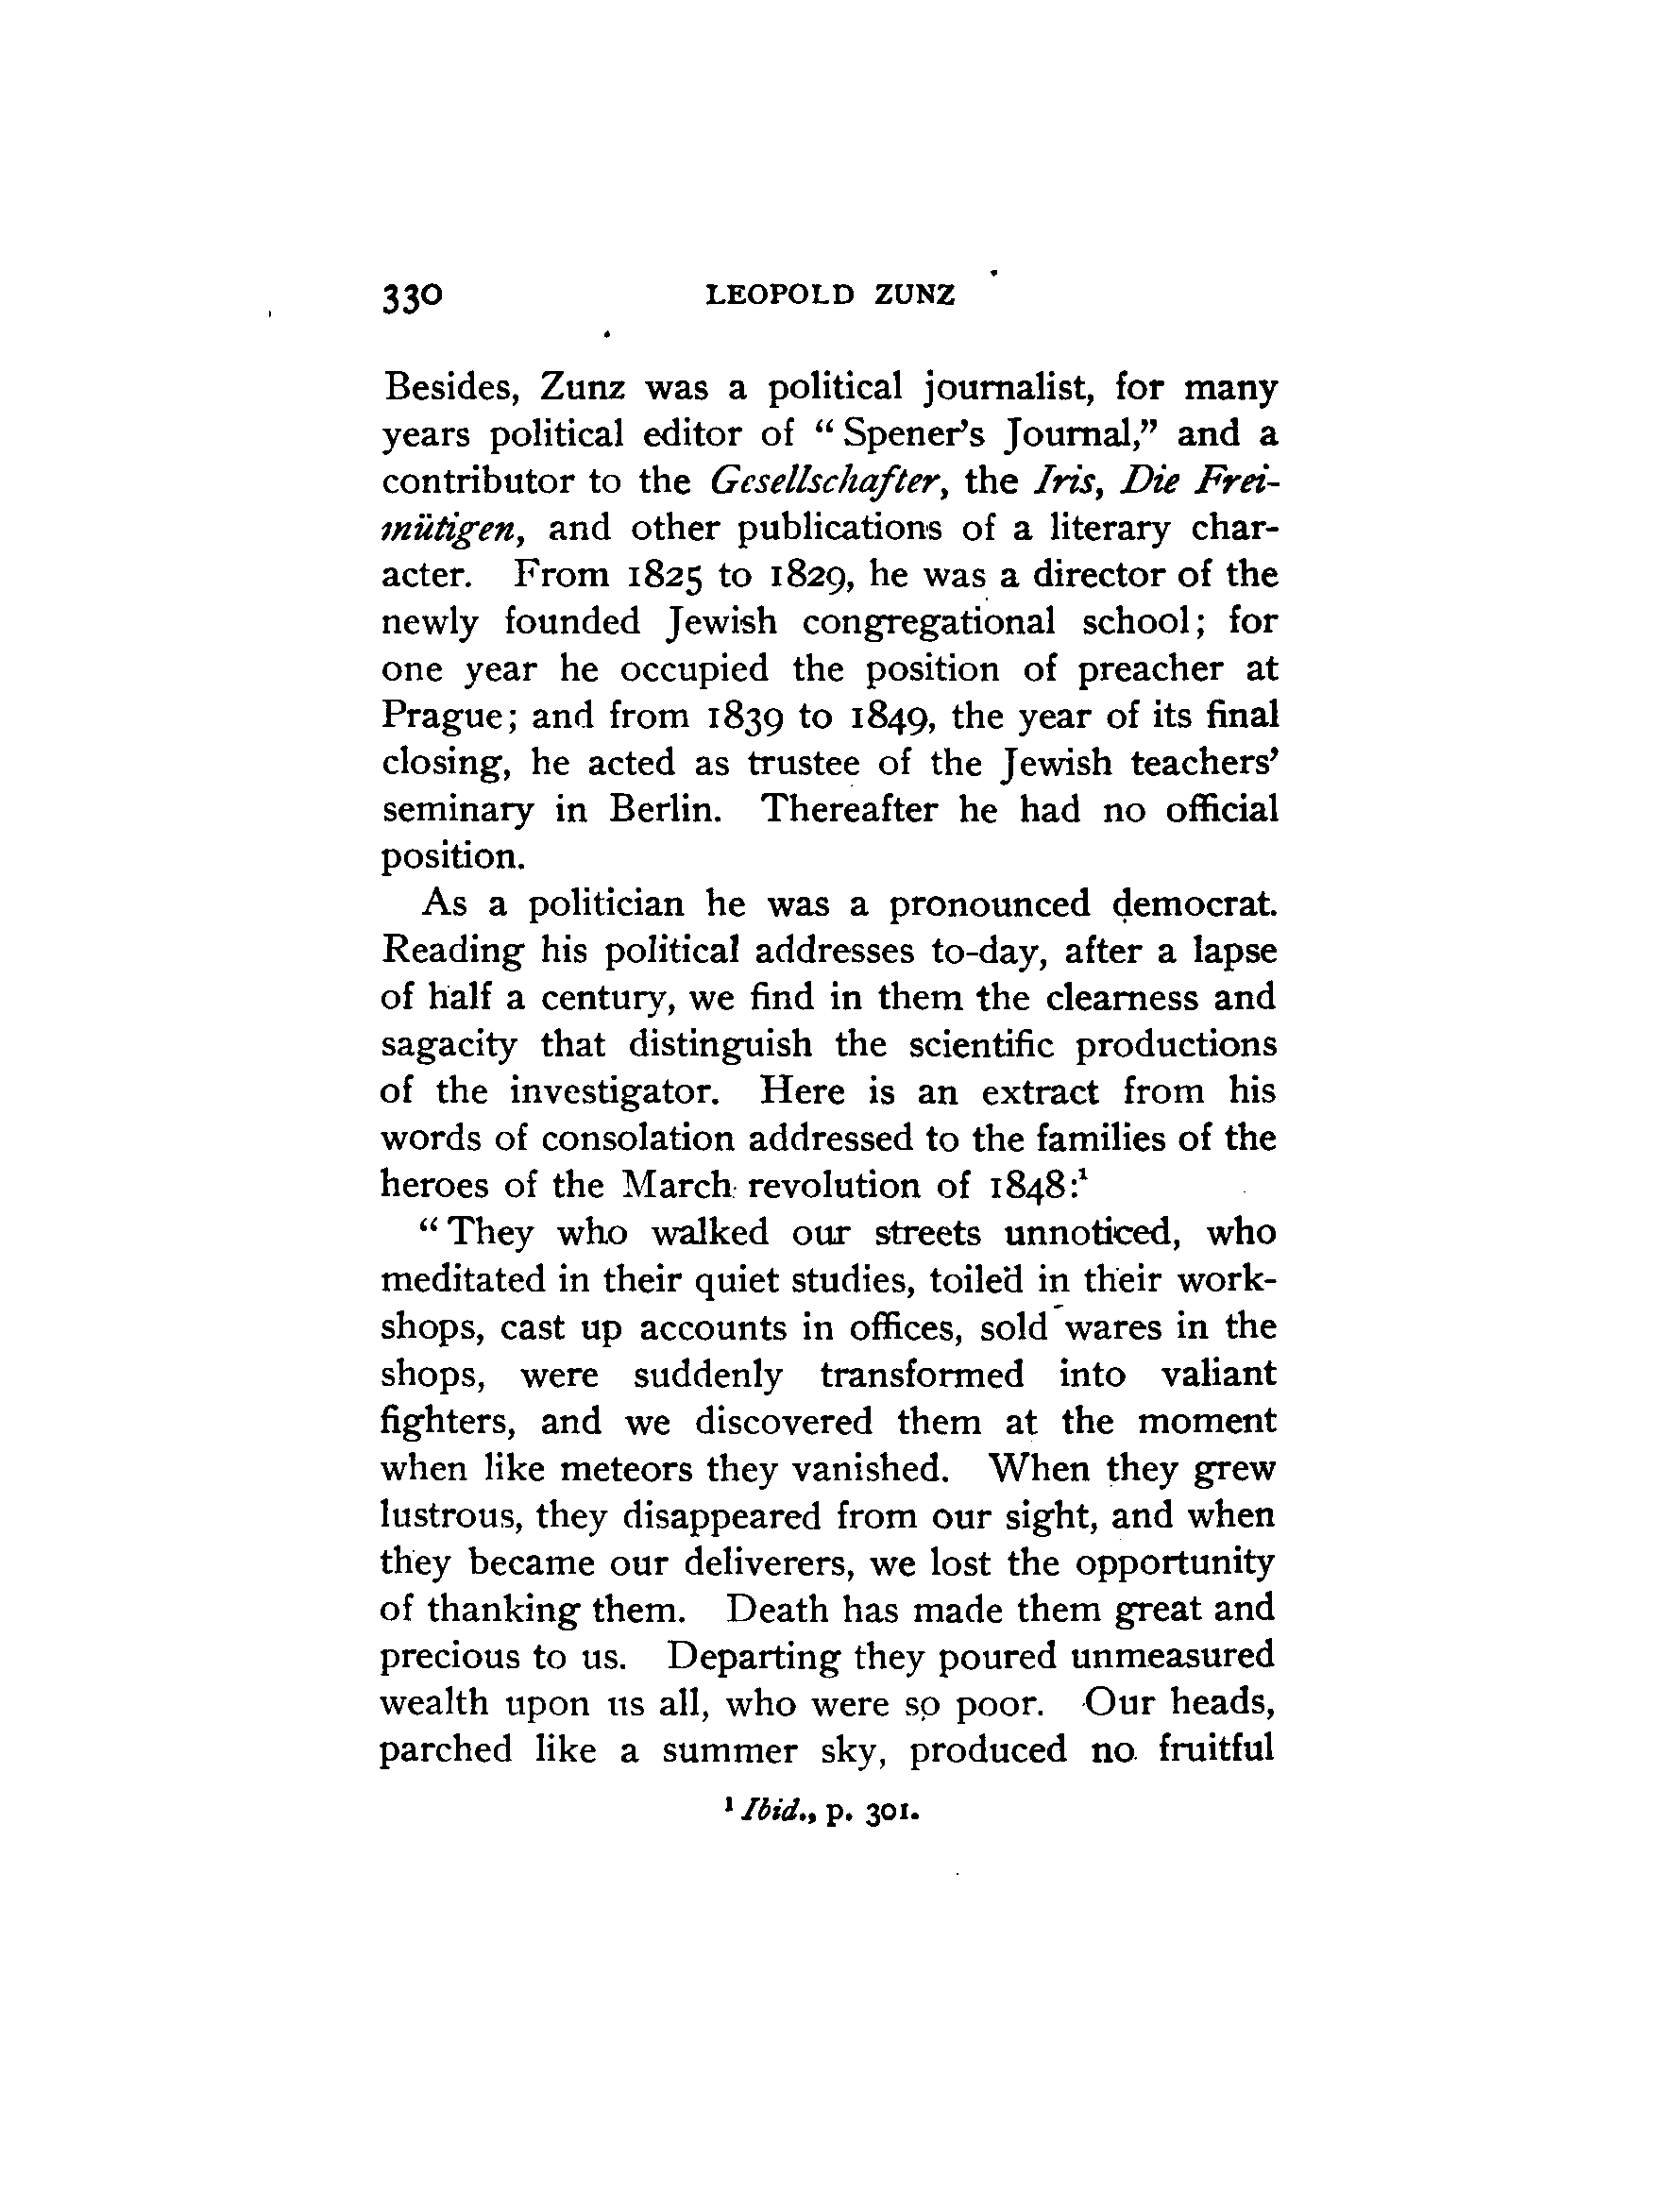 330 LEOPOLD ZUNZ
Besides, Zunz was a political journalist, for many
years political editor of “Spener’s Journal,” and a
contributor to the Gesellschafter, the Iris, Die Frei-
mütigen, and other publications of a literary char-
acter. From 1825 to 1829, he was a director of the
newly founded Jewish congregational school; for
one year he occupied the position of preacher at
Prague; and from 1839 to 1849, the year of its final
closing, he acted as trustee of the Jewish teachers’
seminary in Berlin. Thereafter he had no official
position.
As a politician he was a pronounced democrat.
Reading his political addresses to-day, after a lapse
of half a century, we find in them the clearness and
sagacity that distinguish the scientific productions
of the investigator. Here is an extract from his
words of consolation addressed to the families of the
heroes of the March revolution of 1848:¹
“They who walked our streets unnoticed, who
meditated in their quiet studies, toiled in their work-
shops, cast up accounts in offices, sold wares in the
shops, were suddenly transformed into valiant
fighters, and we discovered them at the moment
when like meteors they vanished. When they grew
lustrous, they disappeared from our sight, and when
they became our deliverers, we lost the opportunity
of thanking them. Death has made them great and
precious to us. Departing they poured unmeasured
wealth upon us all, who were so poor. Our heads,
parched like a summer sky, produced no fruitful
¹ Ibid., p. 301.